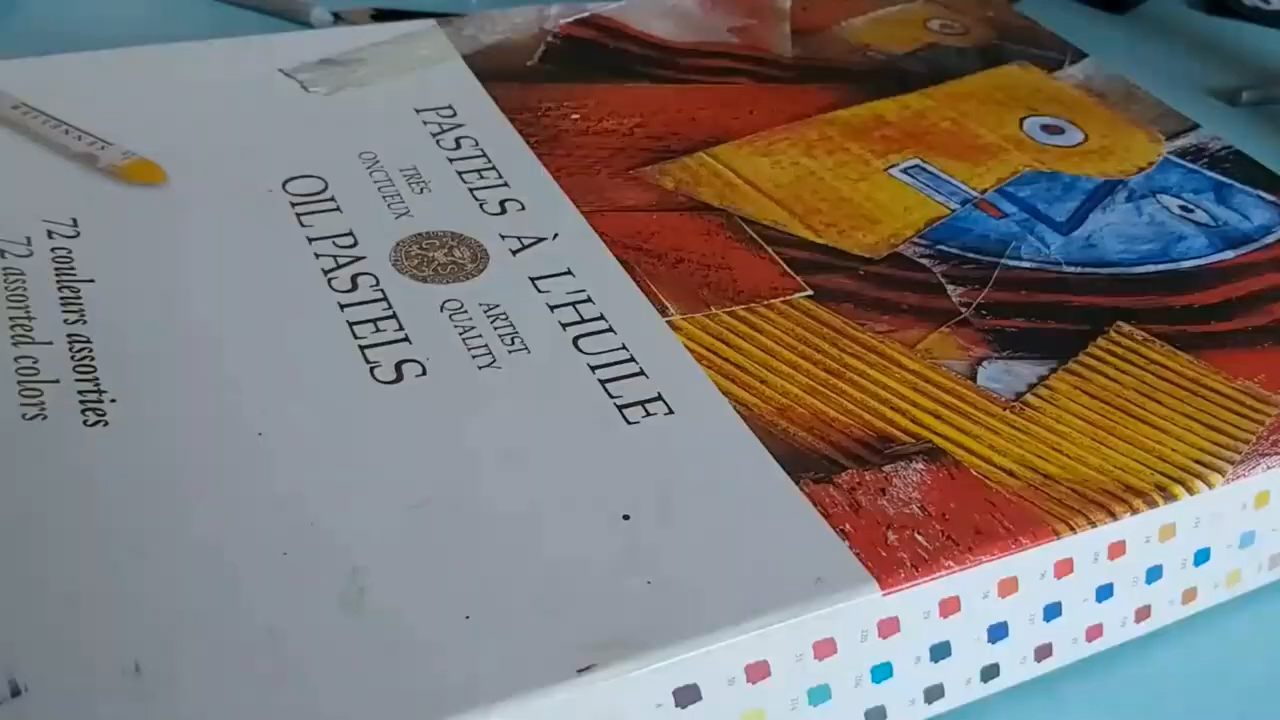 PASTELS À L'HUILE
TRÈS
ONCTUEUX
ARTIST
QUALITY
OIL PASTELS
SENNELIER
72 couleurs assorties
72 assorted colors